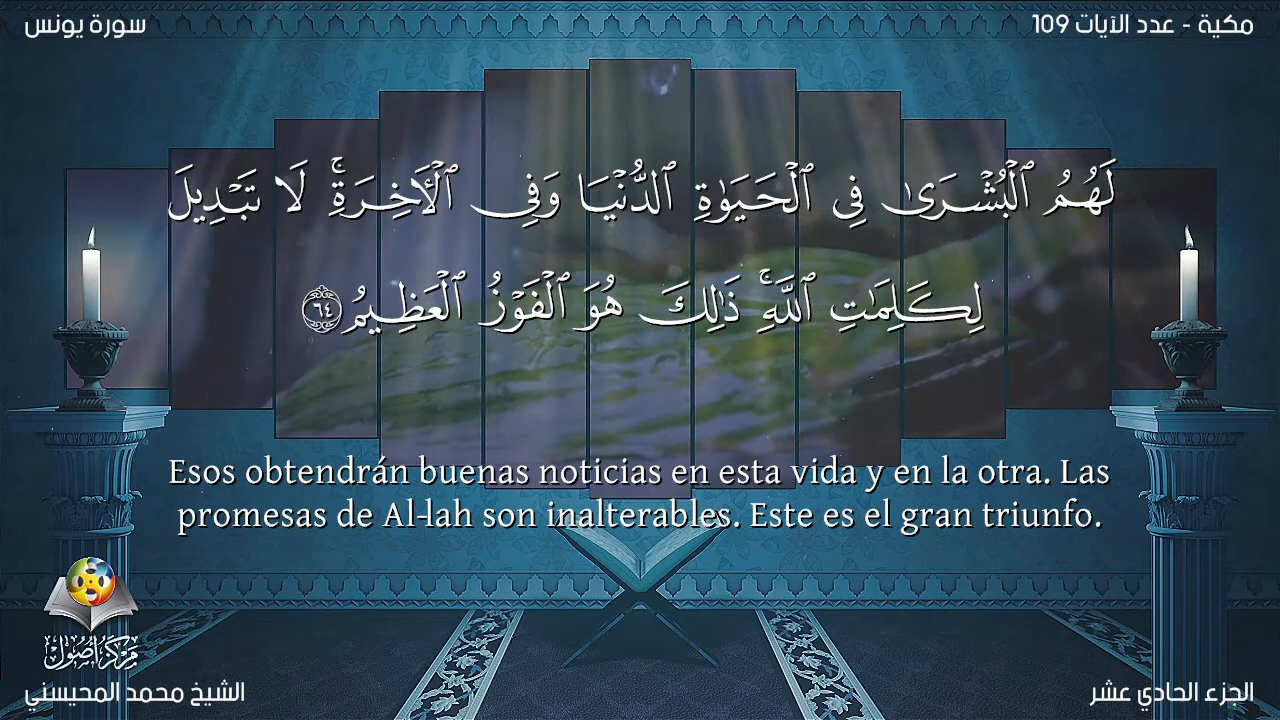 سورة يونس
مكية - عدد الآيات 109
لَهُمُ ٱلْبُشْرَىٰ فِى ٱلْحَيَوٰةِ ٱلدُّنْيَا وَفِى ٱلْءَاخِرَةِ ۚ لَا تَبْدِيلَ
لِكَلِمَٰتِ ٱللَّهِ ۚ ذَٰلِكَ هُوَ ٱلْفَوْزُ ٱلْعَظِيمُ ٦٤
Esos obtendrán buenas noticias en esta vida y en la otra. Las
promesas de Al-lah son inalterables. Este es el gran triunfo.
مركز أصول
الشيخ محمد المحيسني
الجزء الحادي عشر